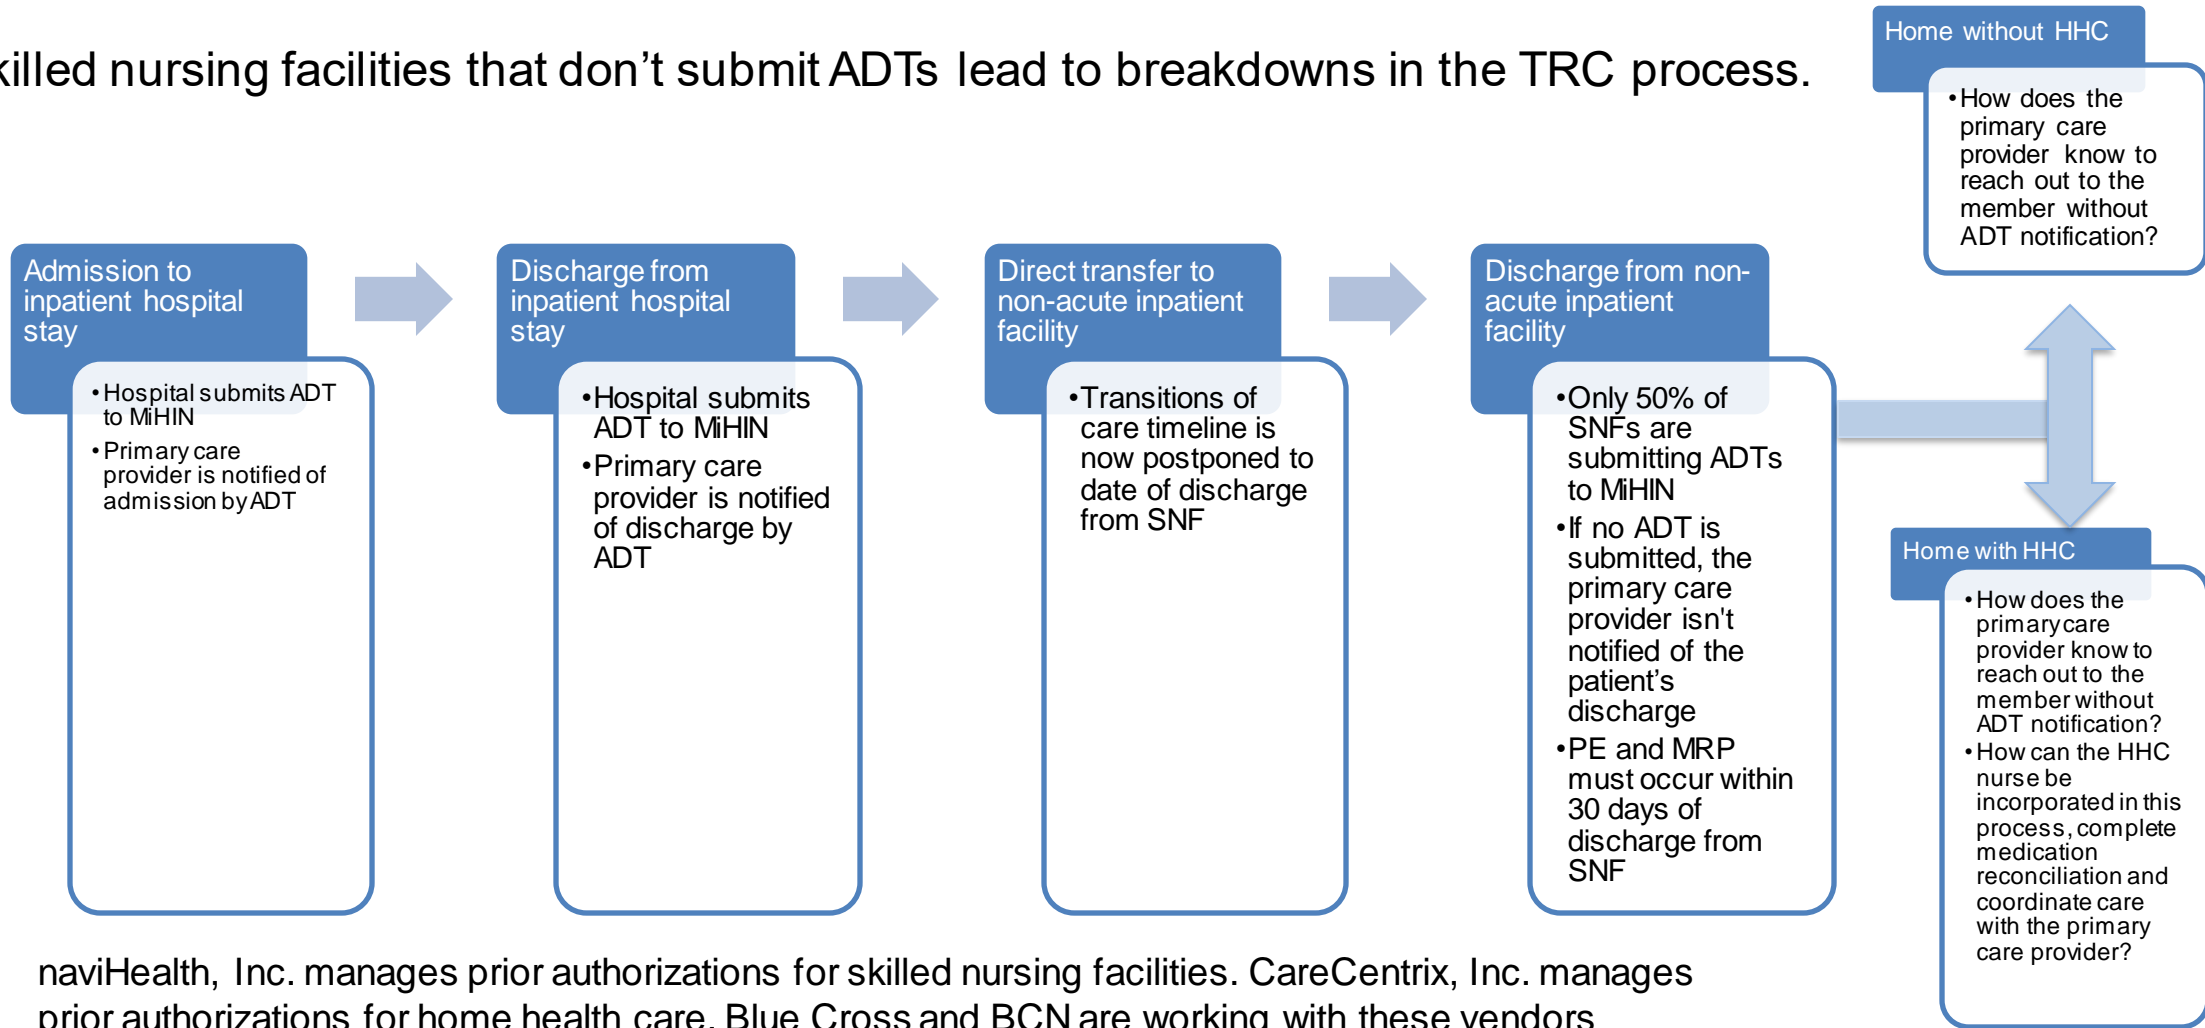 killed nursing facilities that don't submit ADTs lead to breakdowns in the TRC process.
Admission to
inpatient hospital
stay
•Hospital submits ADT
to MiHIN
•Primary care
provider is notified of
admission by ADT
Discharge from
inpatient hospital
stay
•Hospital submits
ADT to MiHIN
•Primary care
provider is notified
of discharge by
ADT
Direct transfer to
non-acute inpatient
facility
•Transitions of
care timeline is
now postponed to
date of discharge
from SNF
Discharge from non-
acute inpatient
facility
•Only 50% of
SNFs are
submitting ADTs
to MiHIN
•If no ADT is
submitted, the
primary care
provider isn't
notified of the
patient’s
discharge
•PE and MRP
must occur within
30 days of
discharge from
SNF
Home without HHC
•How does the
primary care
provider know to
reach out to the
member without
ADT notification?
Home with HHC
•How does the
primary care
provider know to
reach out to the
member without
ADT notification?
•How can the HHC
nurse be
incorporated in this
process, complete
medication
reconciliation and
coordinate care
with the primary
care provider?
naviHealth, Inc. manages prior authorizations for skilled nursing facilities. CareCentrix, Inc. manages
prior authorizations for home health care. Blue Cross and BCN are working with these vendors